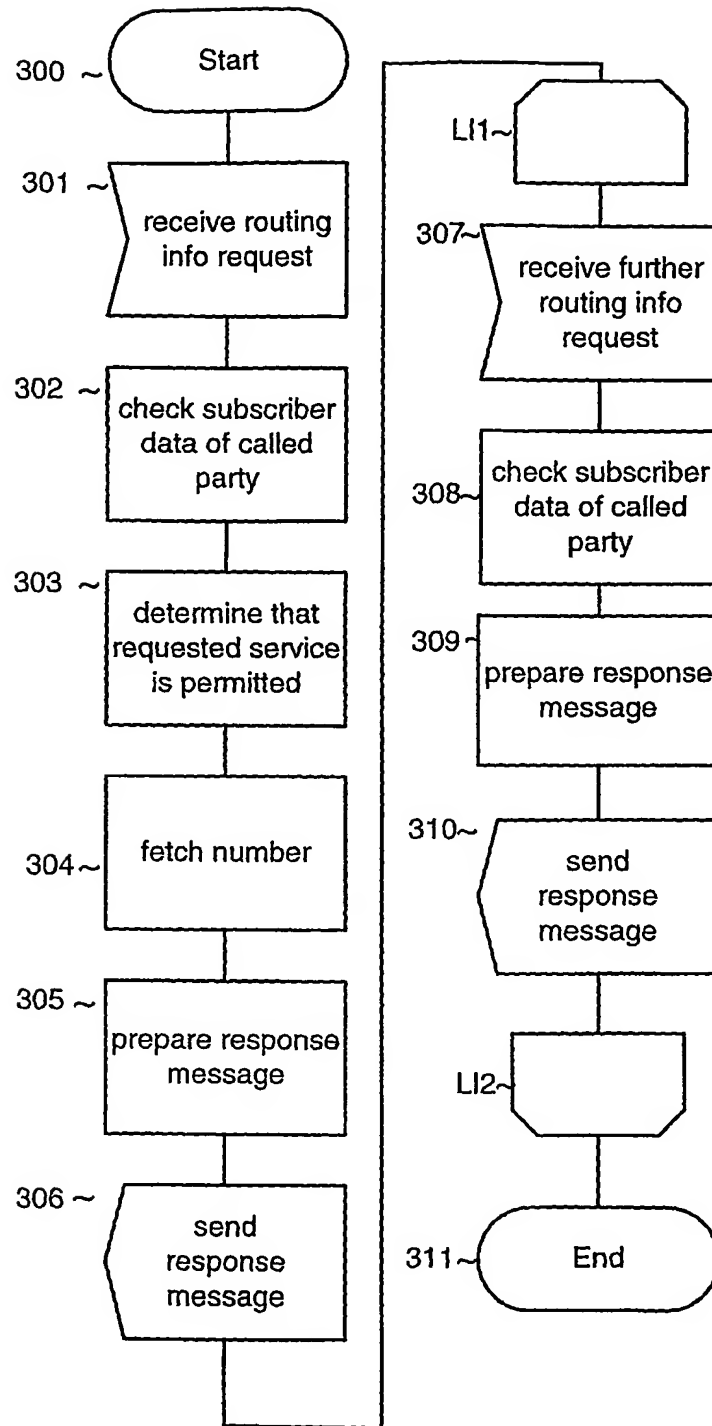 300 ~
Start
301 ~
receive routing
info request
302 ~
check subscriber
data of called
party
303 ~
determine that
requested service
is permitted
304 ~
fetch number
305 ~
prepare response
message
306 ~
send
response
message
LI1~
307~
receive further
routing info
request
308~
check subscriber
data of called
party
309~
prepare response
message
310~
send
response
message
LI2~
311~
End